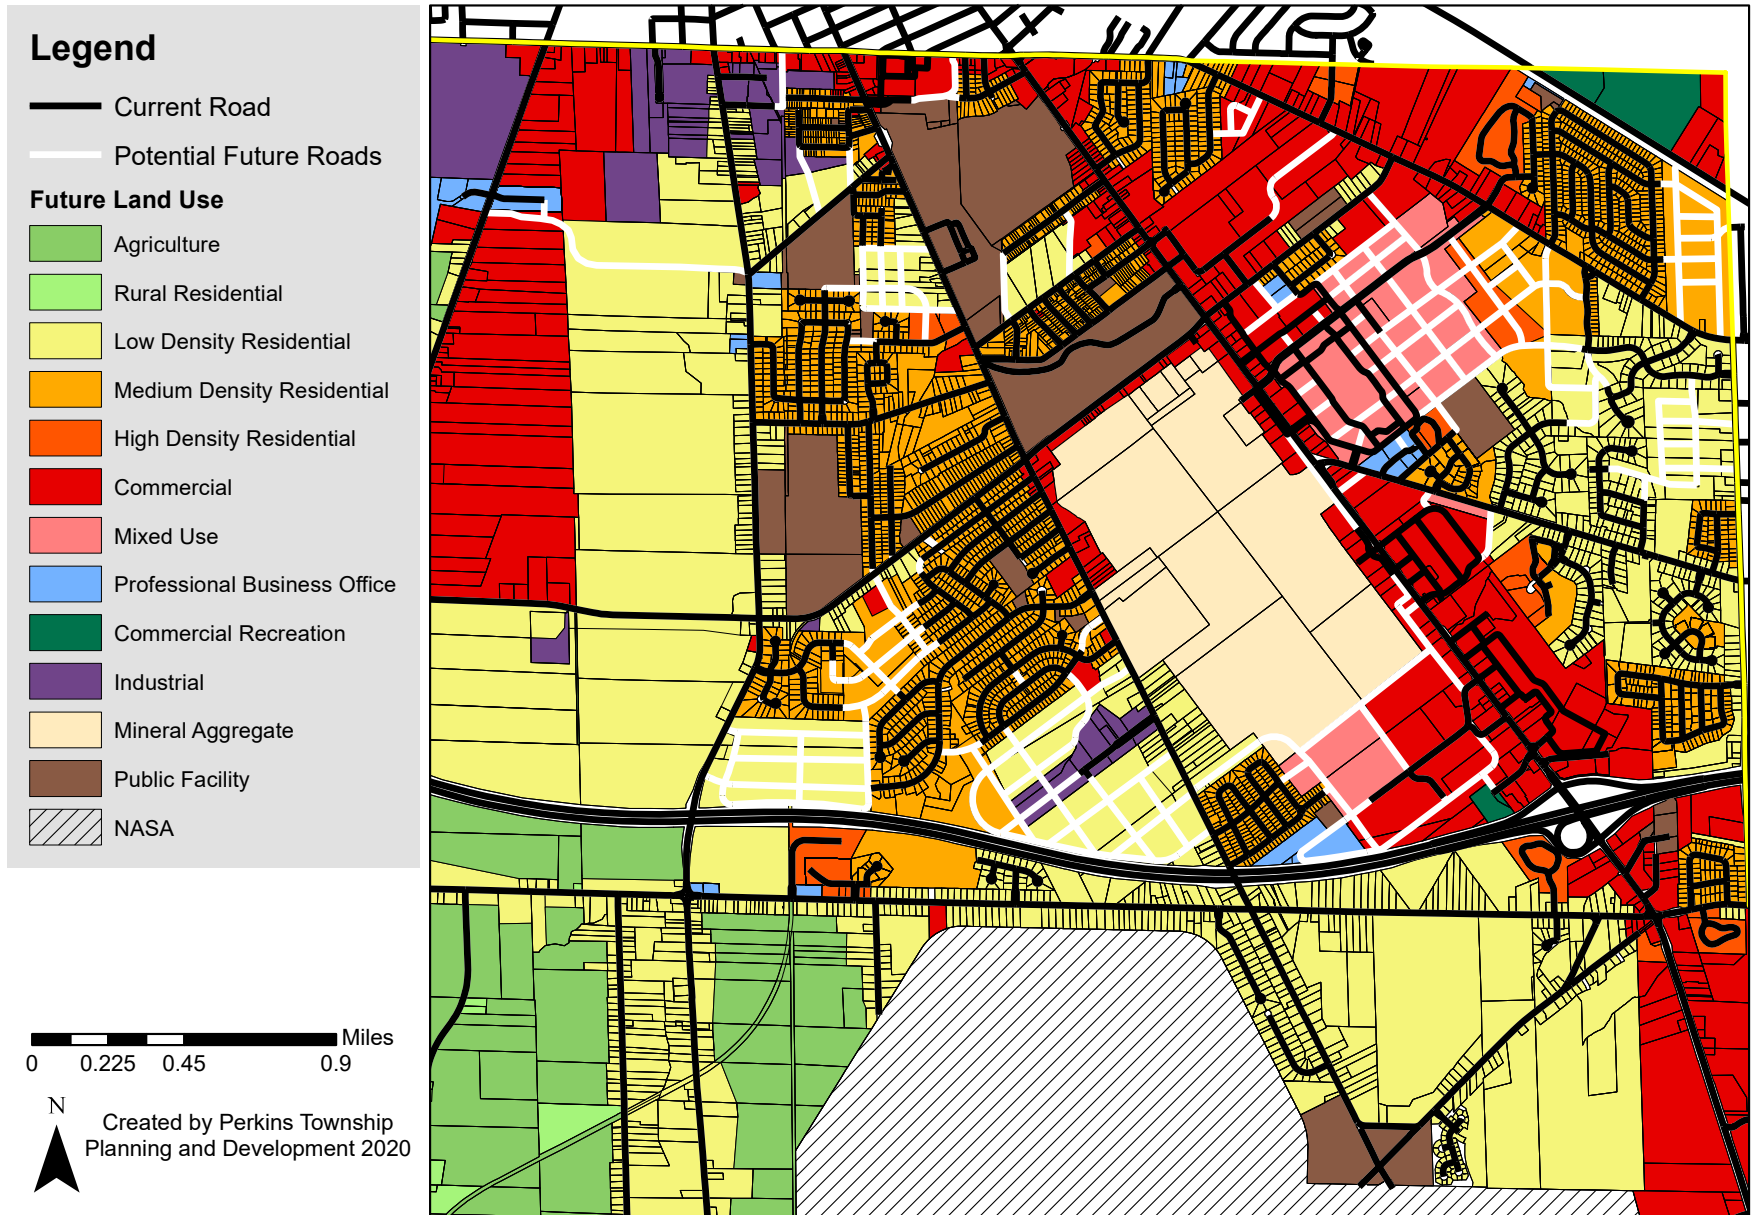 Legend
Current Road
Potential Future Roads
Future Land Use
Agriculture
Rural Residential
Low Density Residential
Medium Density Residential
High Density Residential
Commercial
Mixed Use
Professional Business Office
Commercial Recreation
Industrial
Mineral Aggregate
Public Facility
NASA
Miles
0 0.225 0.45 0.9
N
Created by Perkins Township
Planning and Development 2020